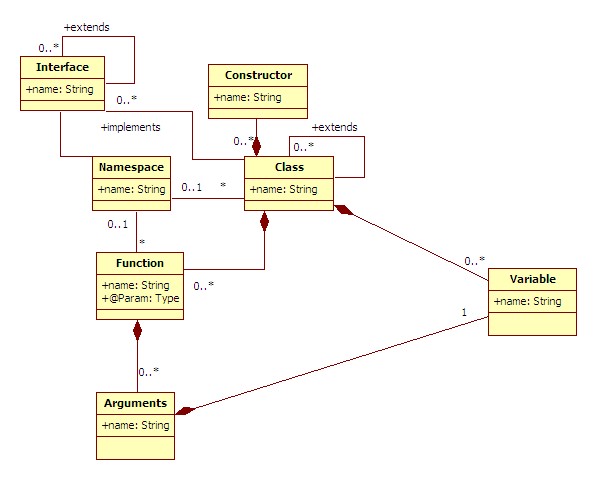 +extends
0..*
Interface
+name: String
0..*
+implements
Constructor
+name: String
0..*
+extends
0..*
Class
+name: String
Namespace
+name: String
0..1
*
0..1
*
Function
+name: String
+@Param: Type
0..*
0..*
Variable
+name: String
1
0..*
Arguments
+name: String